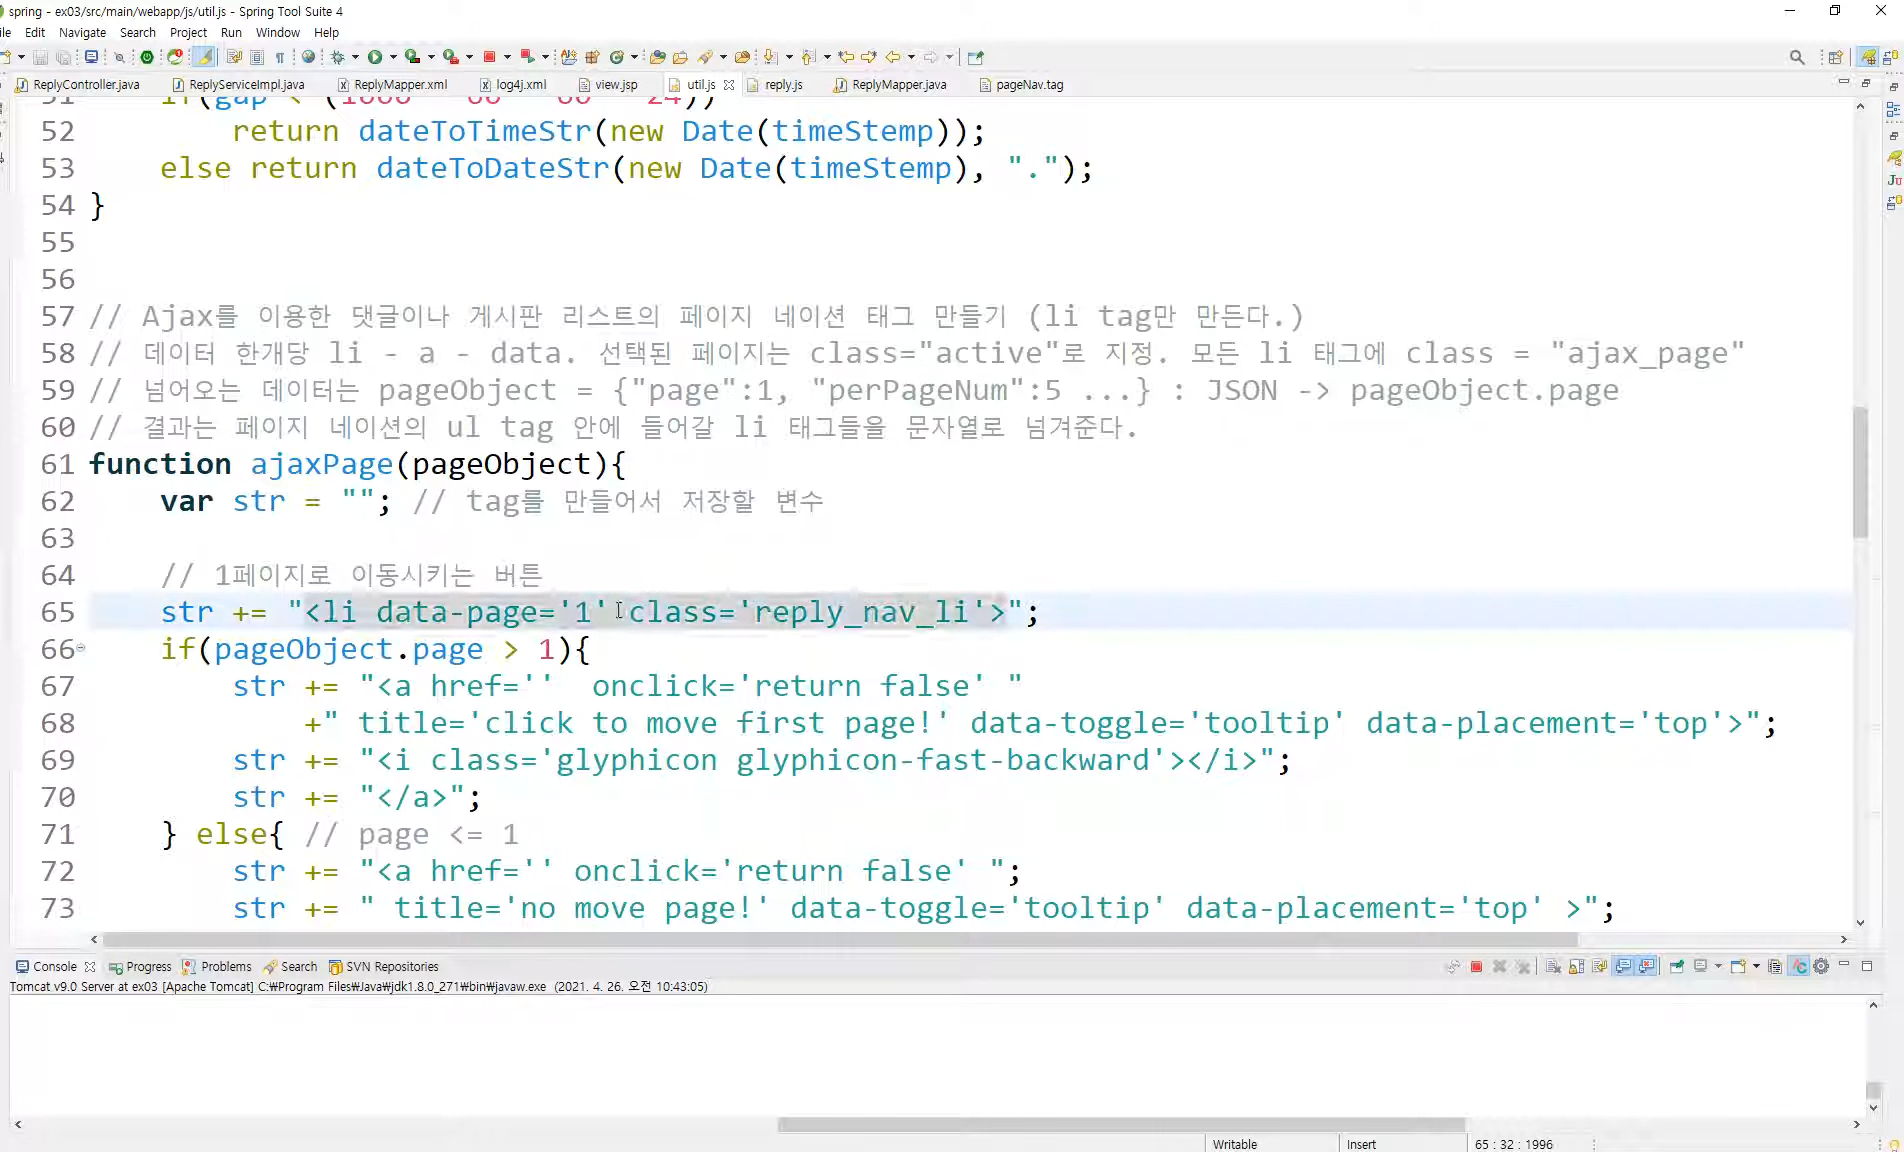 spring - ex03/src/main/webapp/js/util.js - Spring Tool Suite 4
Edit Navigate Search Project Run Window Help
ReplyController.java ReplyServiceImpl.java ReplyMapper.xml log4j.xml view.jsp util.js reply.js ReplyMapper.java pageNav.tag
52 return dateToTimeStr(new Date(timeStemp));
53 else return dateToDateStr(new Date(timeStemp), ".");
54 }
55
56
57 // Ajax를 이용한 댓글이나 게시판 리스트의 페이지 네이션 태그 만들기 (li tag만 만든다.)
58 // 데이터 한개당 li - a - data. 선택된 페이지는 class="active"로 지정. 모든 li 태그에 class = "ajax_page"
59 // 넘어오는 데이터는 pageObject = {"page":1, "perPageNum":5 ...} : JSON -> pageObject.page
60 // 결과는 페이지 네이션의 ul tag 안에 들어갈 li 태그들을 문자열로 넘겨준다.
61 function ajaxPage(pageObject){
62 var str = ""; // tag를 만들어서 저장할 변수
63
64 // 1페이지로 이동시키는 버튼
65 str += "<li data-page='1' class='reply_nav_li'>";
66 if(pageObject.page > 1){
67 str += "<a href=''  onclick='return false' "
68 +" title='click to move first page!' data-toggle='tooltip' data-placement='top'>";
69 str += "<i class='glyphicon glyphicon-fast-backward'></i>";
70 str += "</a>";
71 } else{ // page <= 1
72 str += "<a href='' onclick='return false' ";
73 str += " title='no move page!' data-toggle='tooltip' data-placement='top' >";
Console Progress Problems Search SVN Repositories
Tomcat v9.0 Server at ex03 [Apache Tomcat] C:₩Program Files₩Java₩jdk1.8.0_271₩bin₩javaw.exe (2021. 4. 26. 오전 10:43:05)
Writable Insert 65 : 32 : 1996